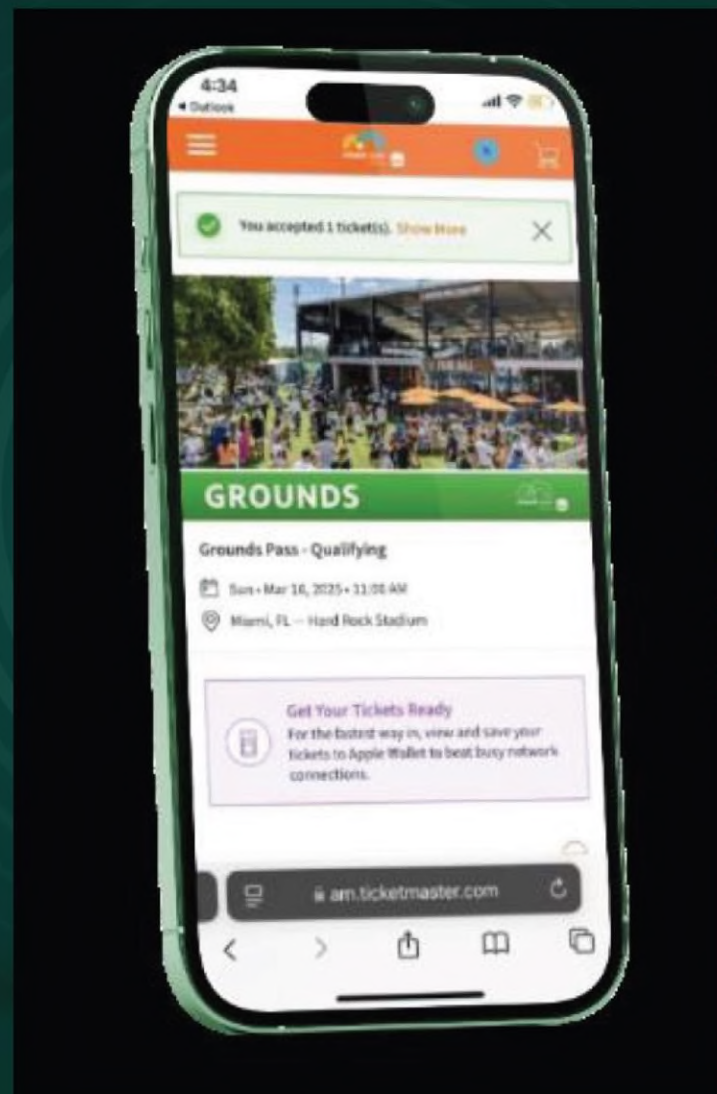 4:34
Outlook
You accepted 1 ticket(s). Show More
GROUNDS
Grounds Pass - Qualifying
Sun • Mar 16, 2025 • 11:00 AM
Miami, FL — Hard Rock Stadium
Get Your Tickets Ready
For the fastest way in, view and save your
tickets to Apple Wallet to beat busy network
connections.
am.ticketmaster.com